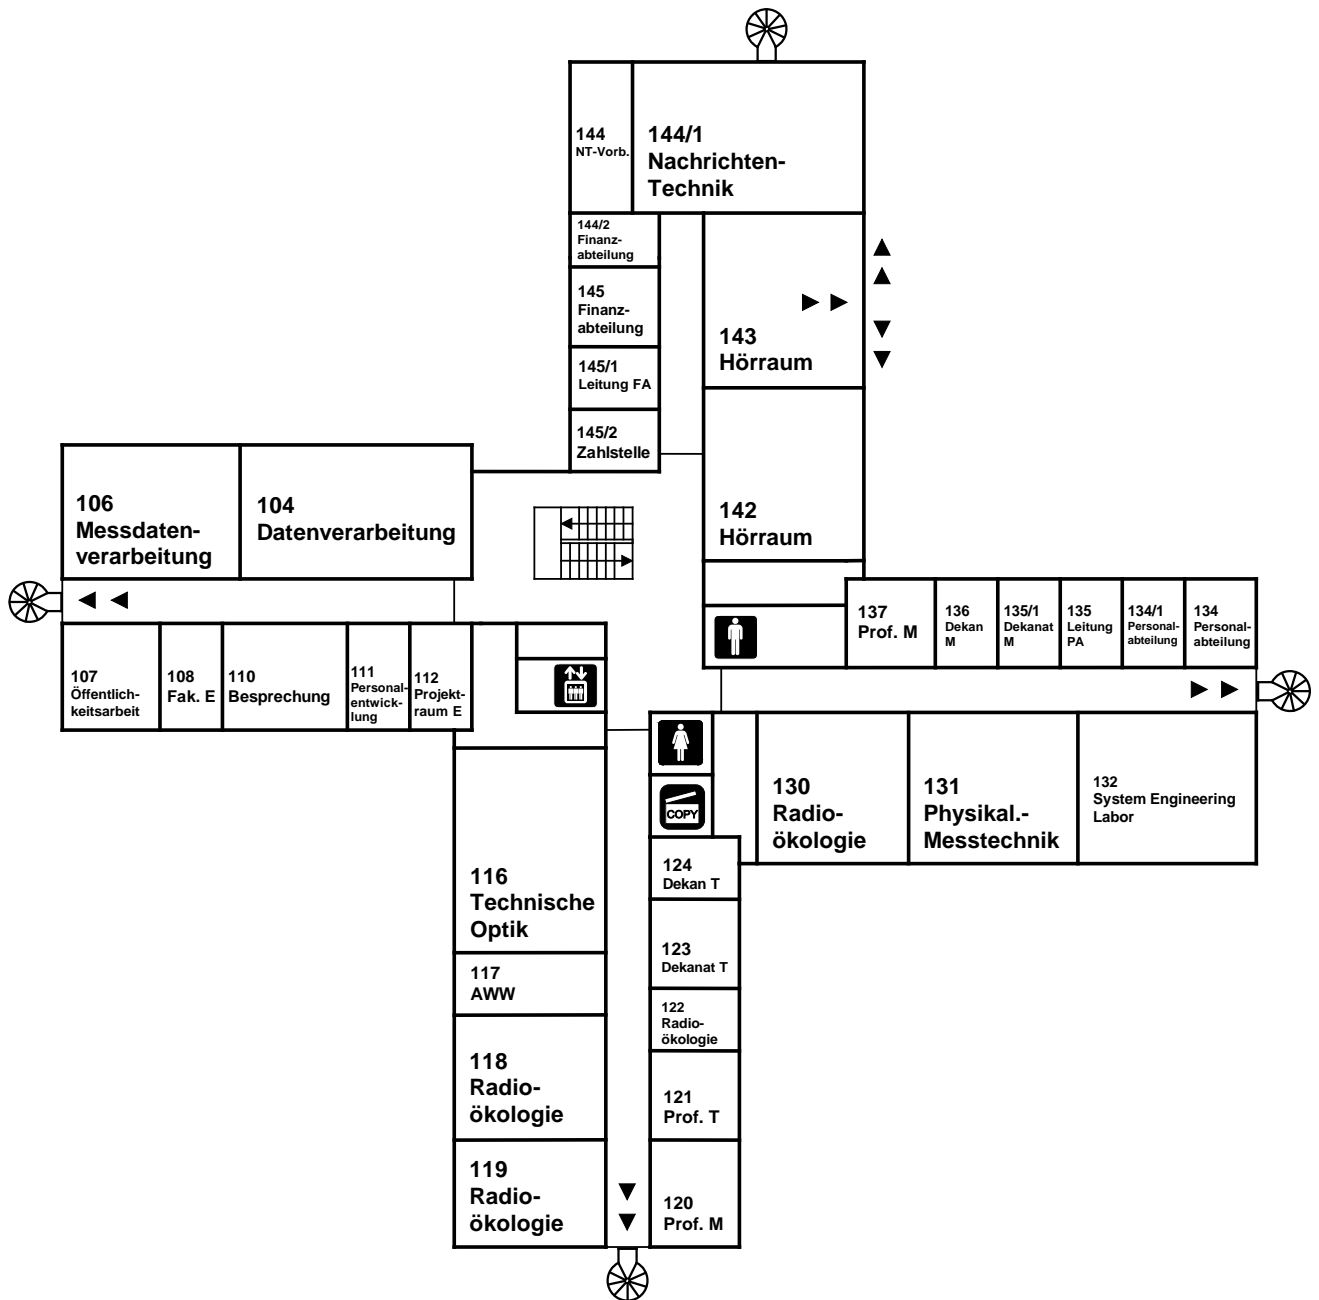 144
NT-Vorb.
144/1
Nachrichten-
Technik
144/2
Finanz-
abteilung
145
Finanz-
abteilung
145/1
Leitung FA
145/2
Zahlstelle
143
Hörraum
142
Hörraum
106
Messdaten-
verarbeitung
104
Datenverarbeitung
137
Prof. M
136
Dekan
M
135/1
Dekanat
M
135
Leitung
PA
134/1
Personal-
abteilung
134
Personal-
abteilung
107
Öffentlich-
keitsarbeit
108
Fak. E
110
Besprechung
111
Personal-
entwick-
lung
112
Projekt-
raum E
COPY
130
Radio-
ökologie
131
Physikal.-
Messtechnik
132
System Engineering
Labor
116
Technische
Optik
124
Dekan T
123
Dekanat T
117
AWW
122
Radio-
ökologie
118
Radio-
ökologie
121
Prof. T
119
Radio-
ökologie
120
Prof. M